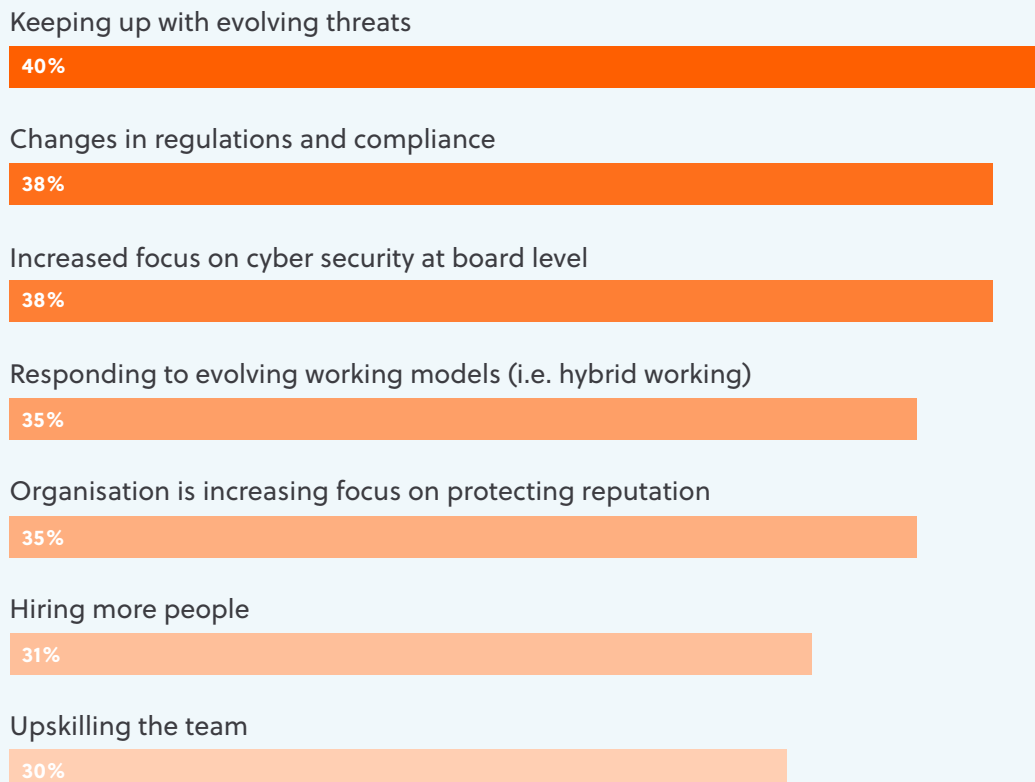 Keeping up with evolving threats
40%
Changes in regulations and compliance
38%
Increased focus on cyber security at board level
38%
Responding to evolving working models (i.e. hybrid working)
35%
Organisation is increasing focus on protecting reputation
35%
Hiring more people
31%
Upskilling the team
30%